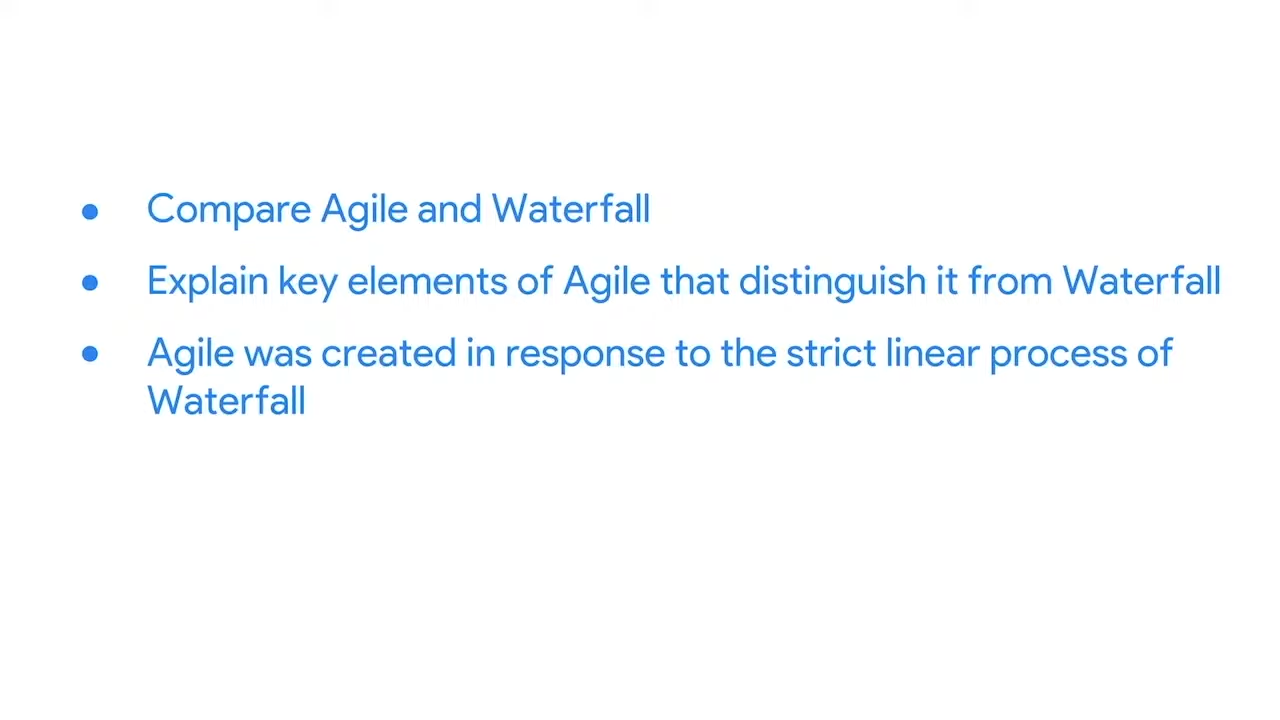 ● Compare Agile and Waterfall
● Explain key elements of Agile that distinguish it from Waterfall
● Agile was created in response to the strict linear process of
Waterfall